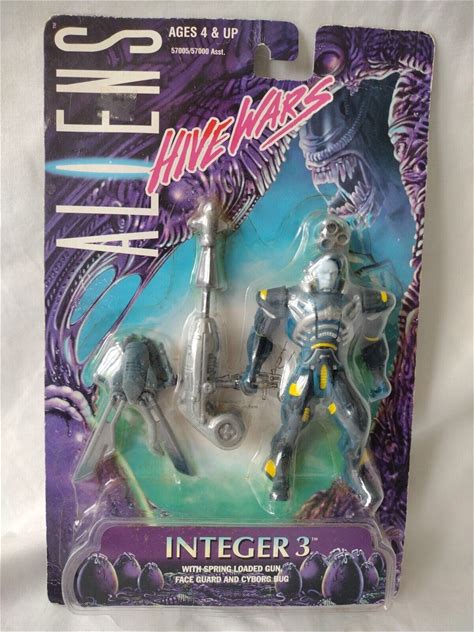 AGES 4 & UP
57005/57000 Asst.
ALIENS
HIVE WARS
INTEGER 3™
WITH SPRING LOADED GUN,
FACE GUARD AND CYBORG BUG